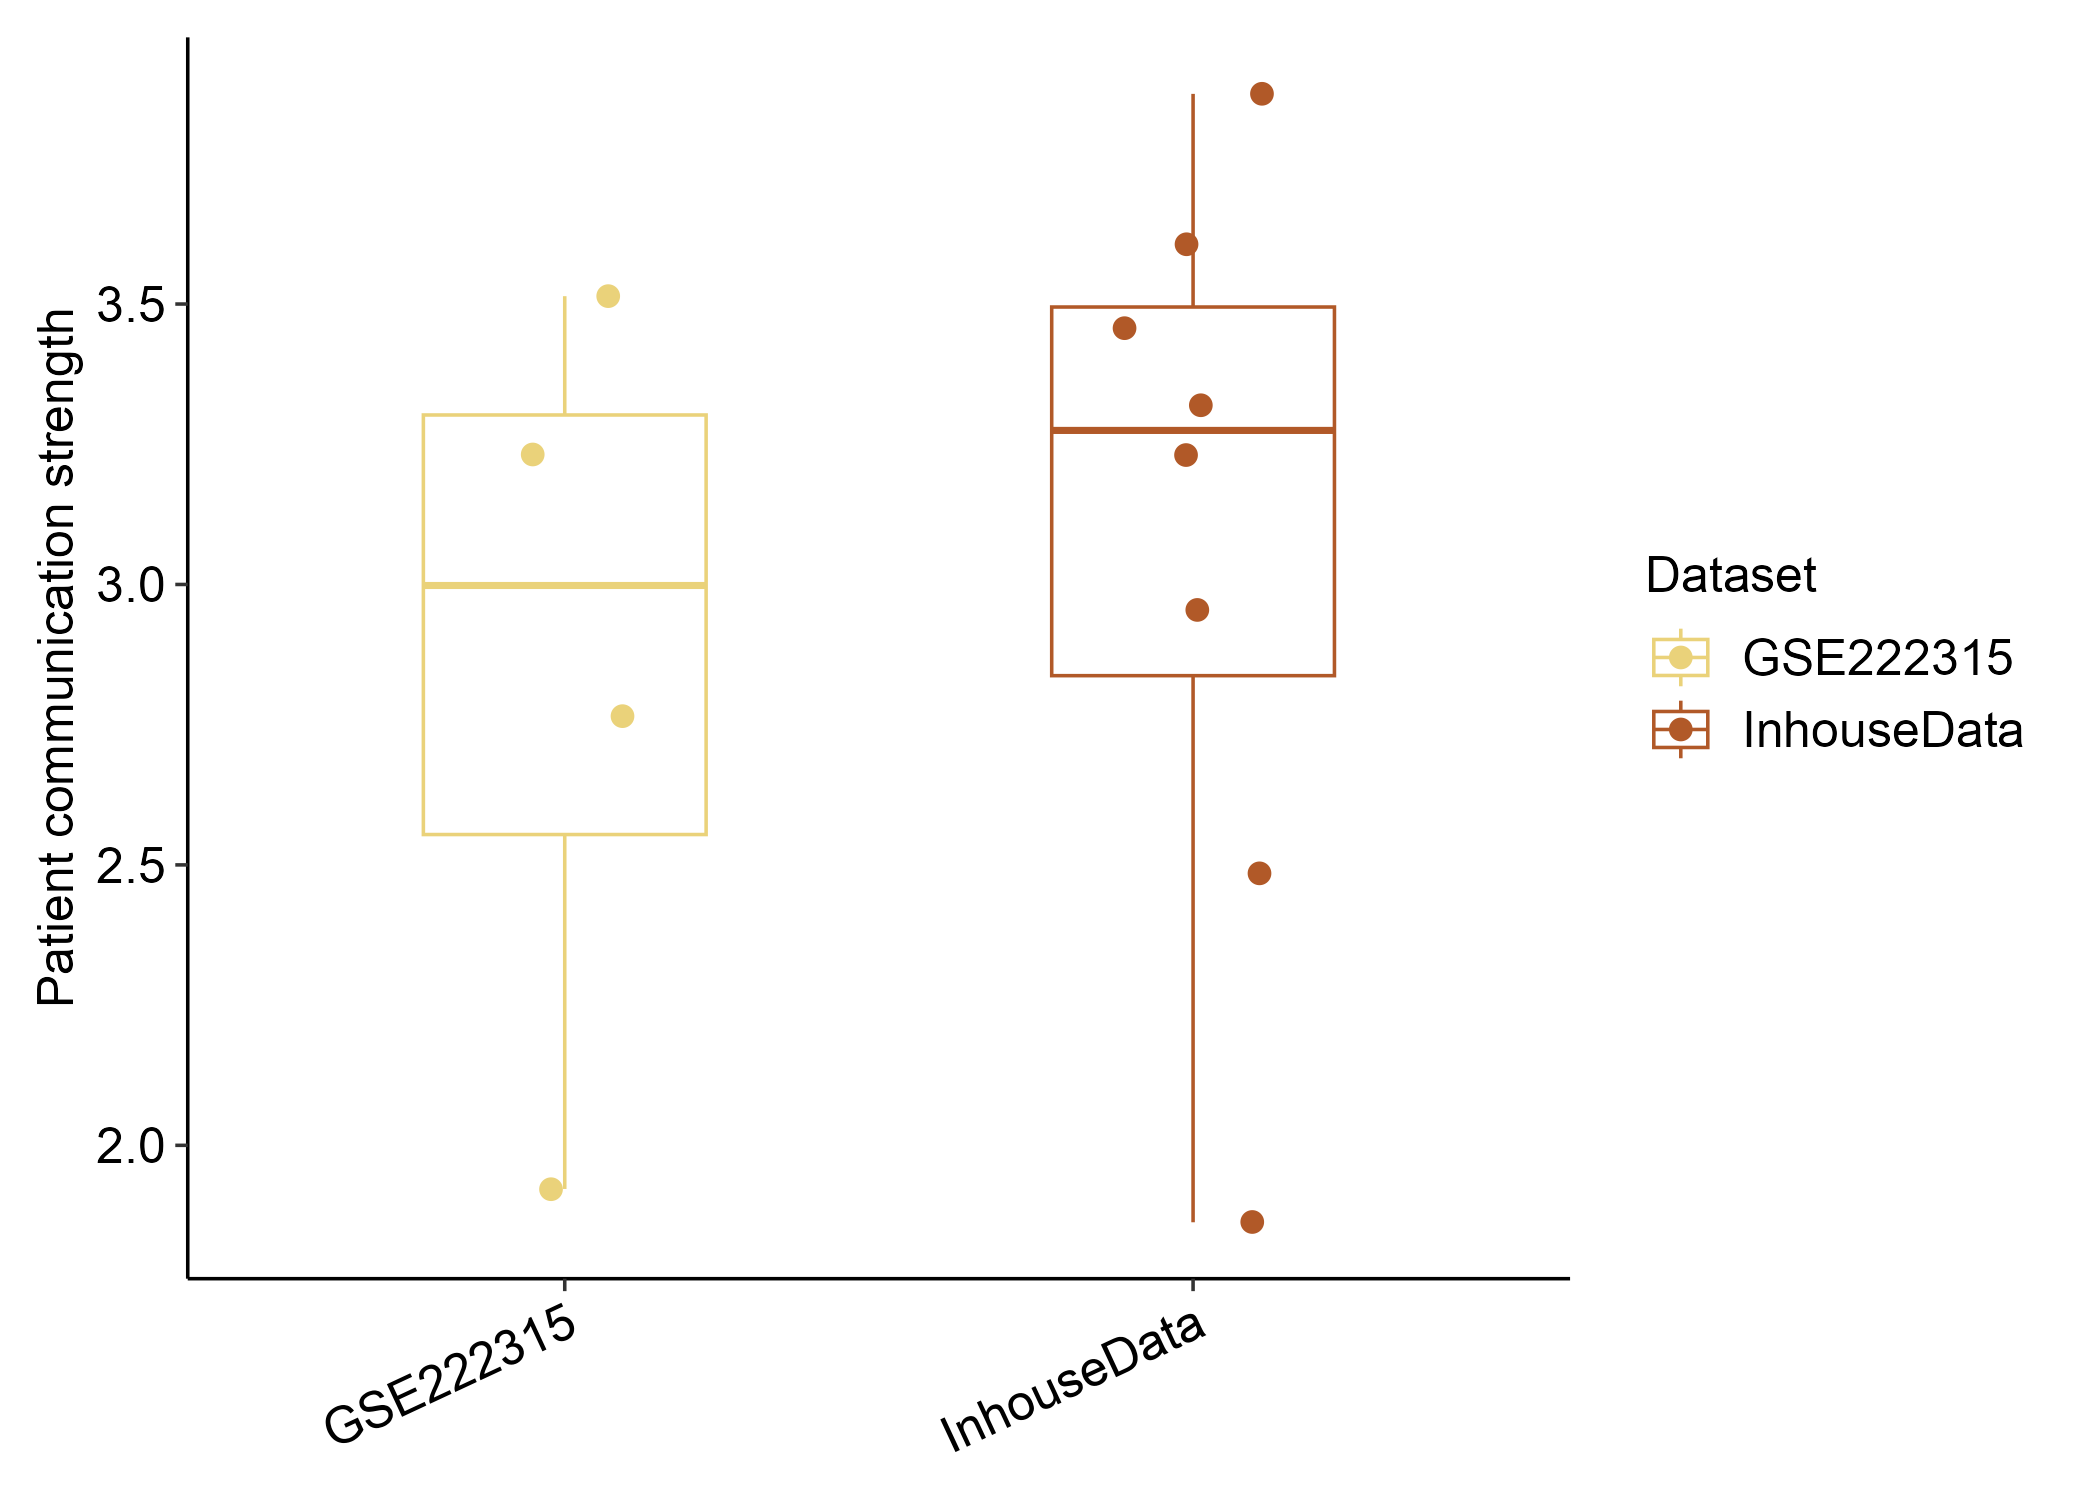 Patient communication strength
3.5
3.0
2.5
2.0
GSE222315
InhouseData
Dataset
GSE222315
InhouseData